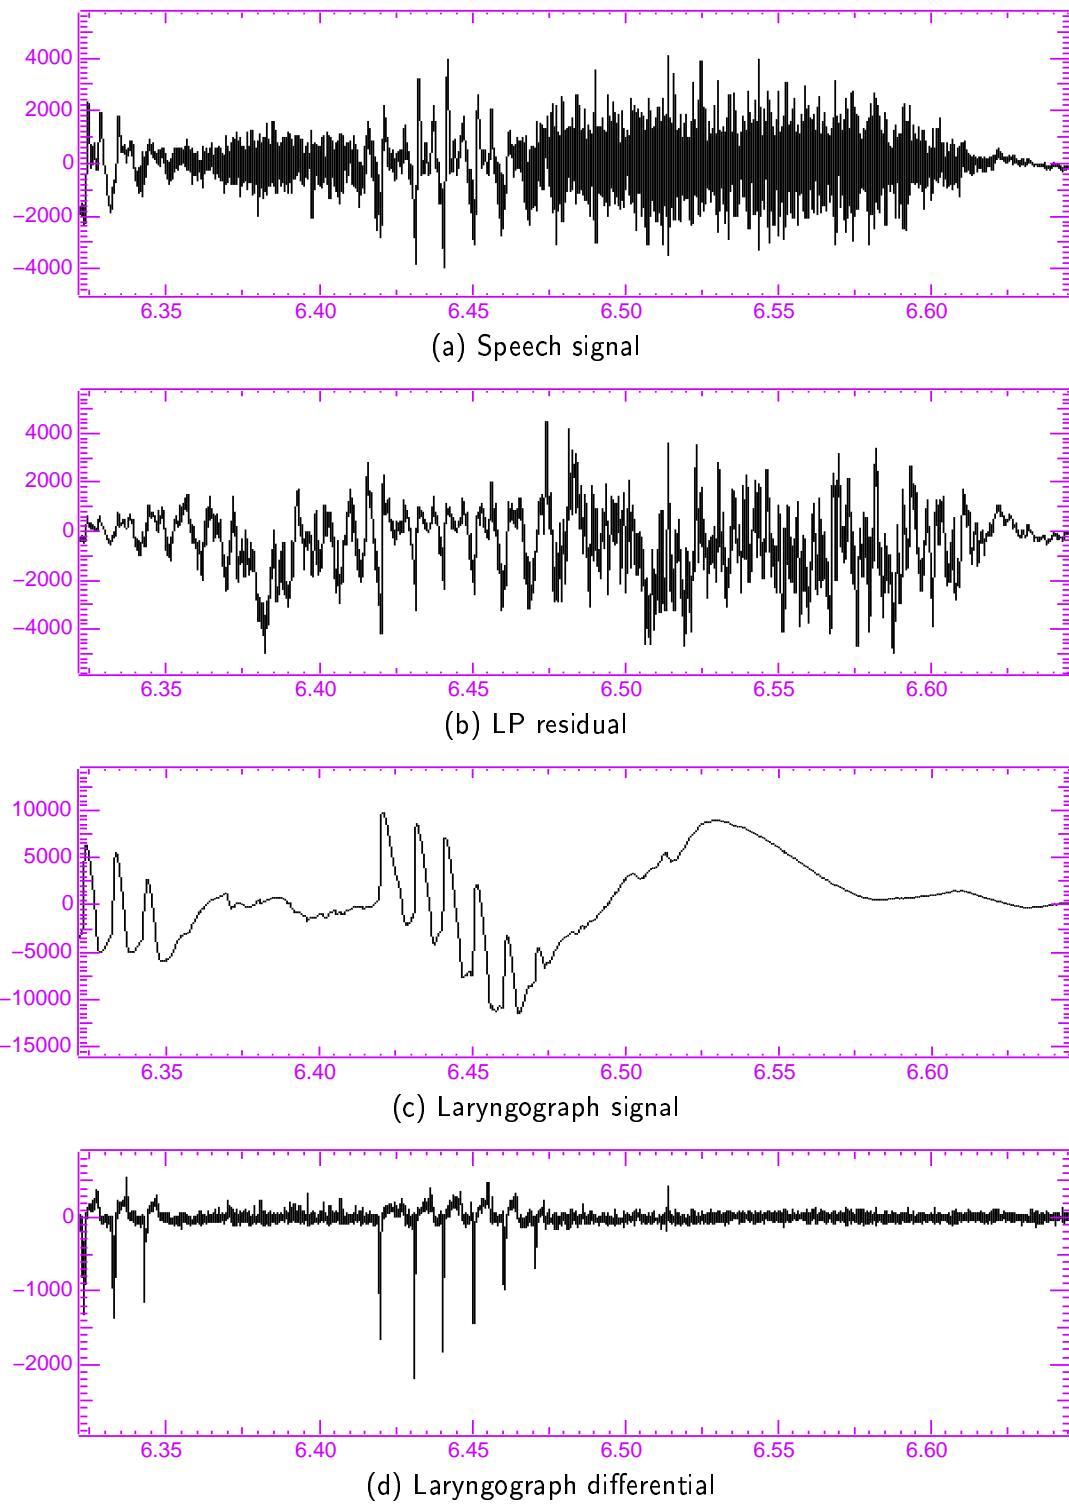 4000
2000
0
−2000
−4000
6.35 6.40 6.45 6.50 6.55 6.60
(a) Speech signal
4000
2000
0
−2000
−4000
6.35 6.40 6.45 6.50 6.55 6.60
(b) LP residual
10000
5000
0
−5000
−10000
−15000
6.35 6.40 6.45 6.50 6.55 6.60
(c) Laryngograph signal
0
−1000
−2000
6.35 6.40 6.45 6.50 6.55 6.60
(d) Laryngograph differential